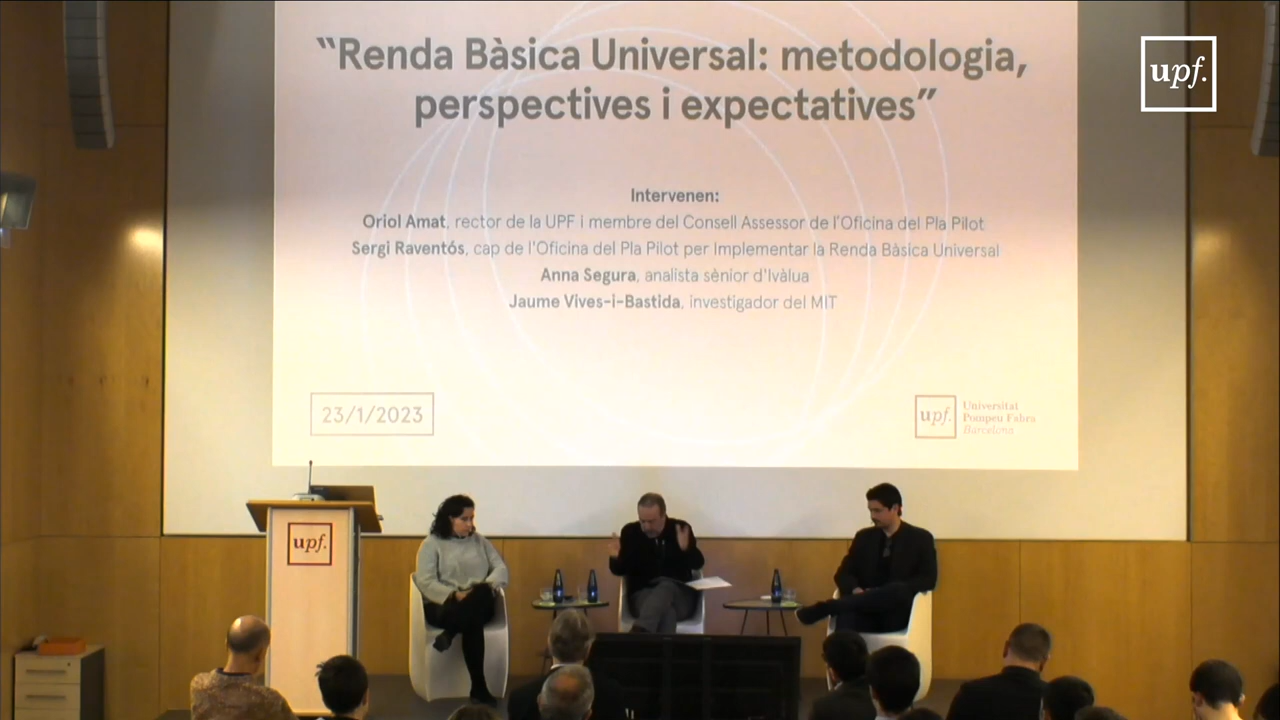 "Renda Bàsica Universal: metodologia,
perspectives i expectatives"
upf.
Intervenen:
Oriol Amat, rector de la UPF i membre del Consell Assessor de l'Oficina del Pla Pilot
Sergi Raventós, cap de l'Oficina del Pla Pilot per Implementar la Renda Bàsica Universal
Anna Segura, analista sènior d'Ivàlua
Jaume Vives-i-Bastida, investigador del MIT
23/1/2023
upf.
Universitat
Pompeu Fabra
Barcelona
upf.